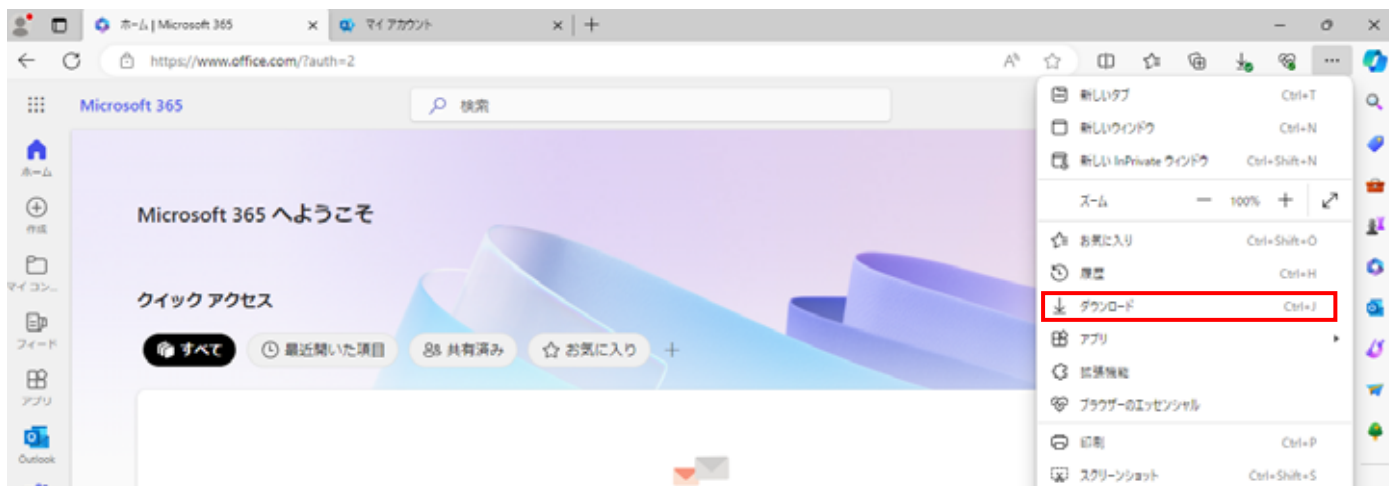 ホーム | Microsoft 365
マイ アカウント
https://www.office.com/?auth=2
Microsoft 365
検索
ホーム
作成
マイ コン...
フィード
アプリ
Outlook
Microsoft 365 へようこそ
クイック アクセス
すべて
最近開いた項目
共有済み
お気に入り
新しいタブ Ctrl+T
新しいウィンドウ Ctrl+N
新しい InPrivate ウィンドウ Ctrl+Shift+N
ズーム 100%
お気に入り Ctrl+Shift+O
履歴 Ctrl+H
ダウンロード Ctrl+J
アプリ
拡張機能
ブラウザーのエッセンシャル
印刷 Ctrl+P
スクリーンショット Ctrl+Shift+S